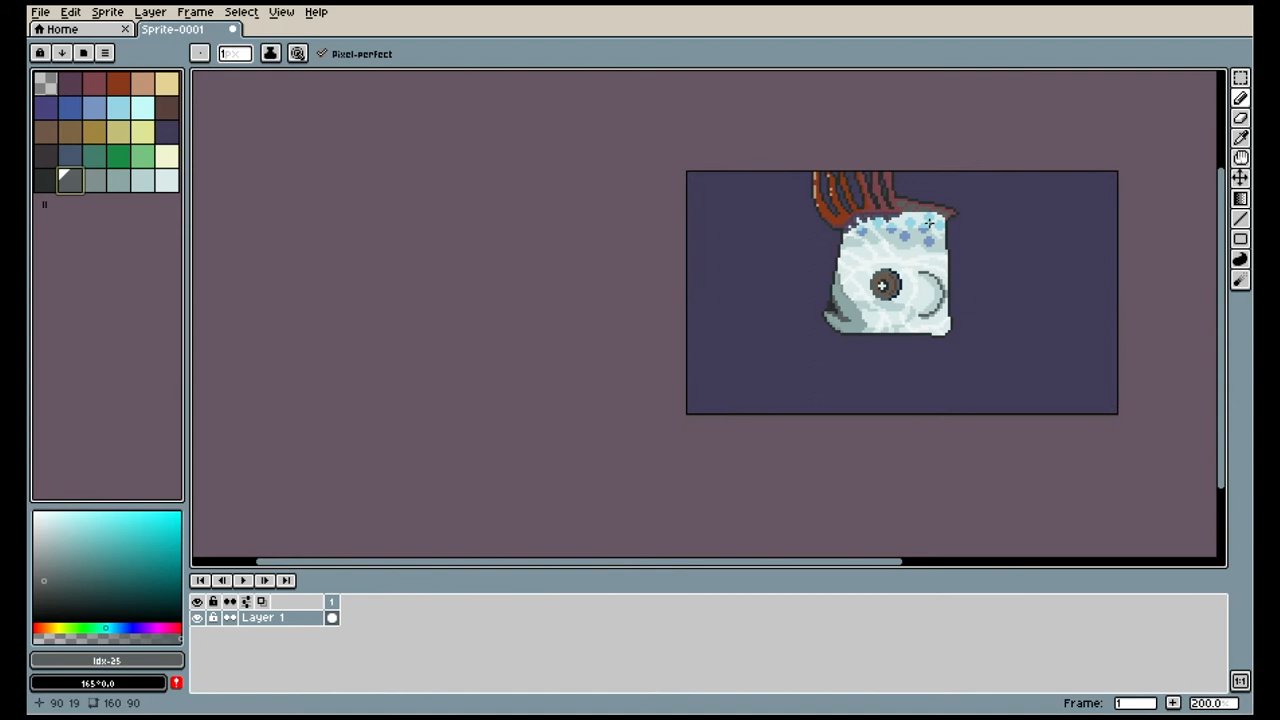 File Edit Sprite Layer Frame Select View Help
Home Sprite-0001
1px Pixel-perfect
Idx-25
165°0.0
90 19 160 90
1
Layer 1
1:1
Frame: 1 200.0